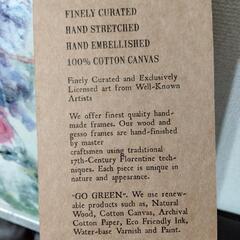 FINELY CURATED
HAND STRETCHED
HAND EMBELLISHED
100% COTTON CANVAS
Finely Curated and Exclusively
Licensed art from Well-Known
Artists
We offer finest quality hand-
made frames. Our wood and
gesso frames are hand-finished
by master
craftsmen using traditional
17th-Century Florentine tech-
niques. Each piece is unique in
nature and appearance.
"GO GREEN". We use renew-
able products such as, Natural
Wood, Cotton Canvas, Archival
Cotton Paper, Eco Friendly Ink,
Water-base Varnish and Paint.